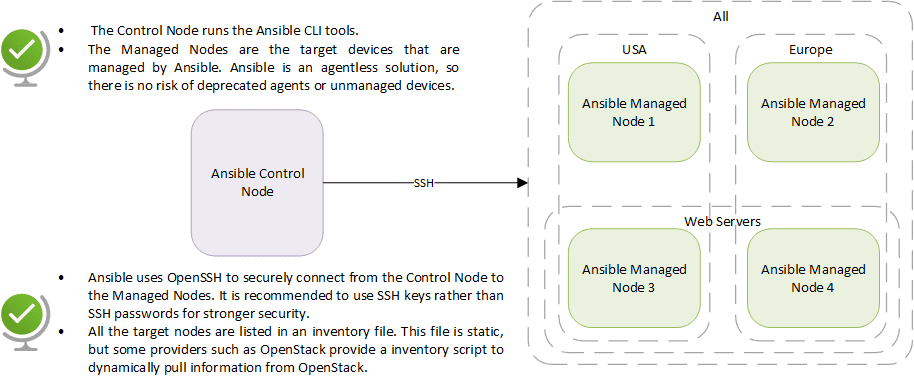 • The Control Node runs the Ansible CLI tools.
• The Managed Nodes are the target devices that are
managed by Ansible. Ansible is an agentless solution, so
there is no risk of deprecated agents or unmanaged devices.
All
USA
Europe
Ansible Managed
Node 1
Ansible Managed
Node 2
Ansible Control
Node
SSH
Web Servers
Ansible Managed
Node 3
Ansible Managed
Node 4
• Ansible uses OpenSSH to securely connect from the Control Node to
the Managed Nodes. It is recommended to use SSH keys rather than
SSH passwords for stronger security.
• All the target nodes are listed in an inventory file. This file is static,
but some providers such as OpenStack provide a inventory script to
dynamically pull information from OpenStack.